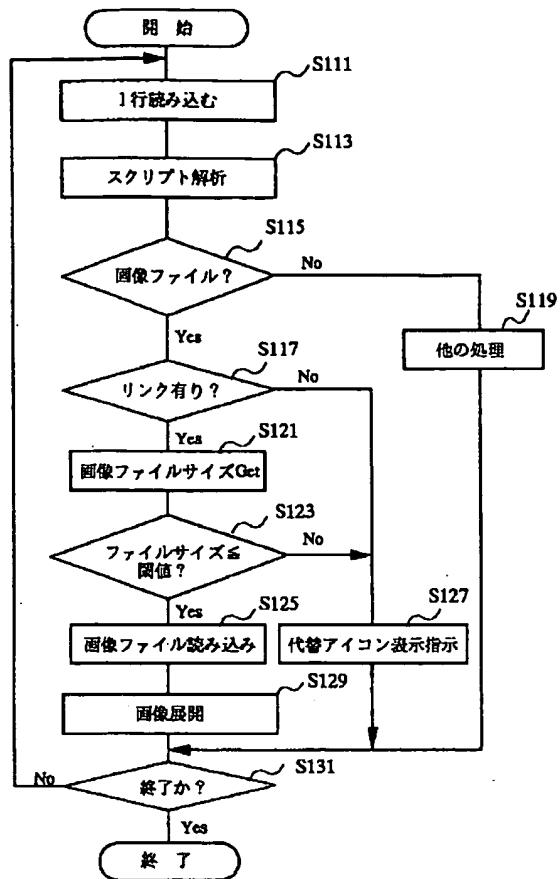 開 始
S111
1行読み込む
S113
スクリプト解析
S115
画像ファイル?
No
S119
他の処理
Yes
S117
リンク有り?
No
Yes
S121
画像ファイルサイズGet
S123
ファイルサイズ≦
閾値?
No
Yes
S125
画像ファイル読み込み
S127
代替アイコン表示指示
S129
画像展開
S131
終了か?
No
Yes
終 了